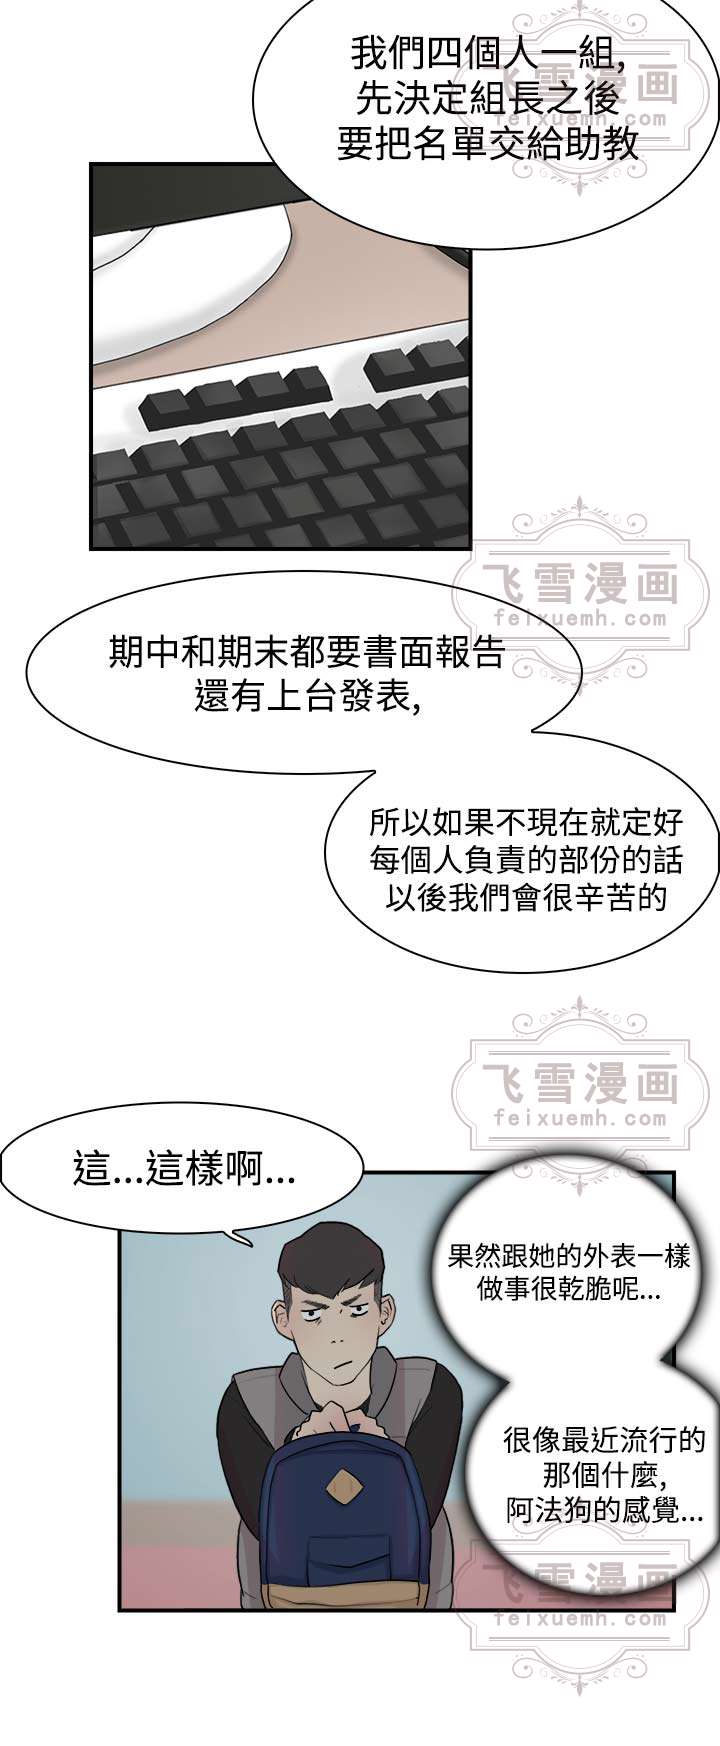 我們四個人一組,
先決定組長之後
要把名單交給助教
飞雪漫画
feixuemh.com
飞雪漫画
feixuemh.com
期中和期末都要書面報告
還有上台發表,
所以如果不現在就定好
每個人負責的部份的話
以後我們會很辛苦的
飞雪漫画
feixuemh.com
這...這樣啊...
果然跟她的外表一樣
做事很乾脆呢...
很像最近流行的
那個什麼,
阿法狗的感覺...
飞雪漫画
feixuemh.com